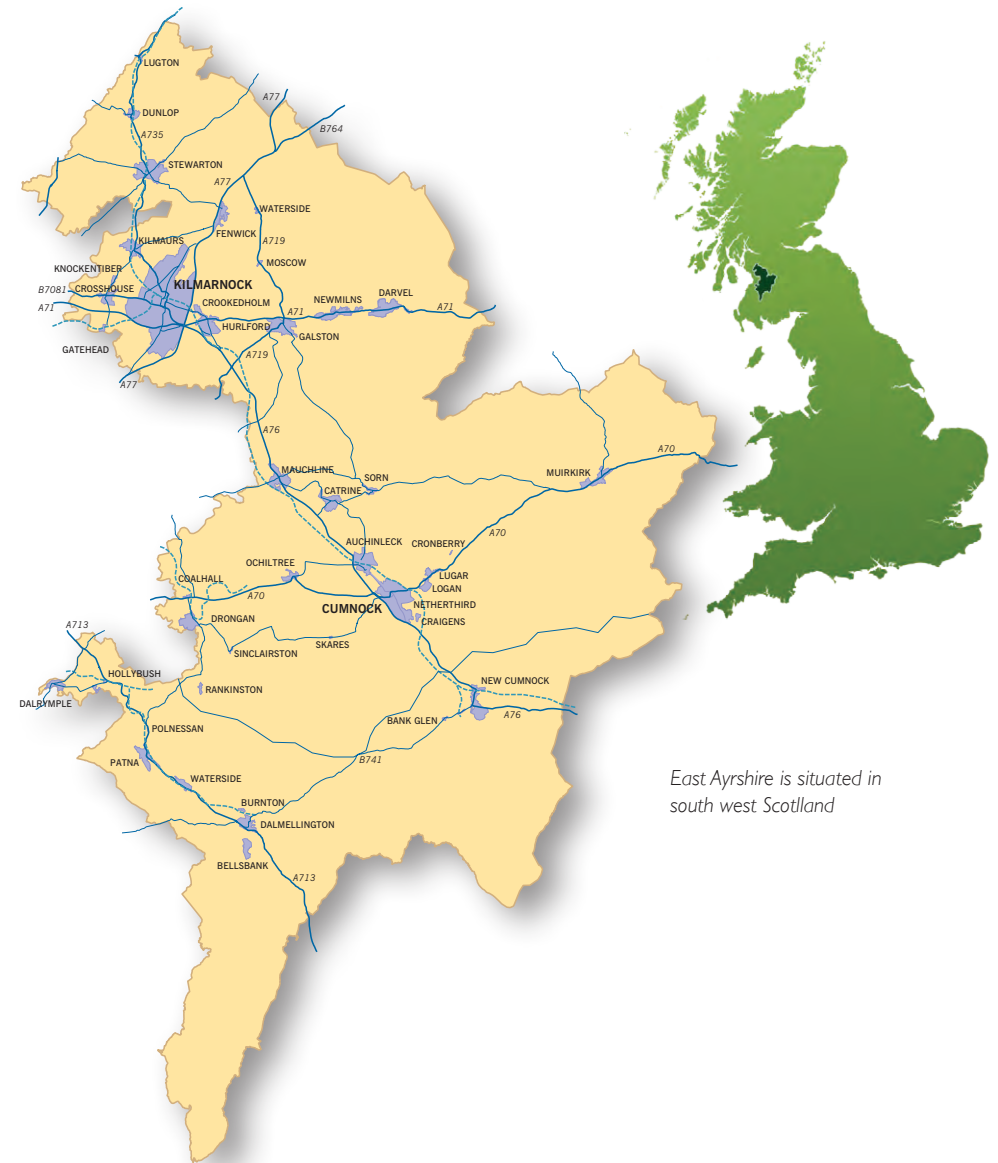 LUGTON
A77
DUNLOP
B764
A735
STEWARTON
A77
WATERSIDE
FENWICK
KILMAURS
A719
MOSCOW
KNOCKENTIBER
KILMARNOCK
B7081
CROSSHOUSE
NEWMILNS
DARVEL
CROOKEDHOLM
A71
A71
A71
HURLFORD
GALSTON
GATEHEAD
A719
A77
A76
MAUCHLINE
SORN
MUIRKIRK
A70
CATRINE
A70
AUCHINLECK
CRONBERRY
OCHILTREE
COALHALL
LUGAR
LOGAN
A70
CUMNOCK
NETHERTHIRD
DRONGAN
CRAIGENS
A713
SKARES
SINCLAIRSTON
HOLLYBUSH
NEW CUMNOCK
RANKINSTON
DALRYMPLE
BANK GLEN
A76
POLNESSAN
B741
PATNA
WATERSIDE
BURNTON
DALMELLINGTON
BELLSBANK
A713
East Ayrshire is situated in
south west Scotlland